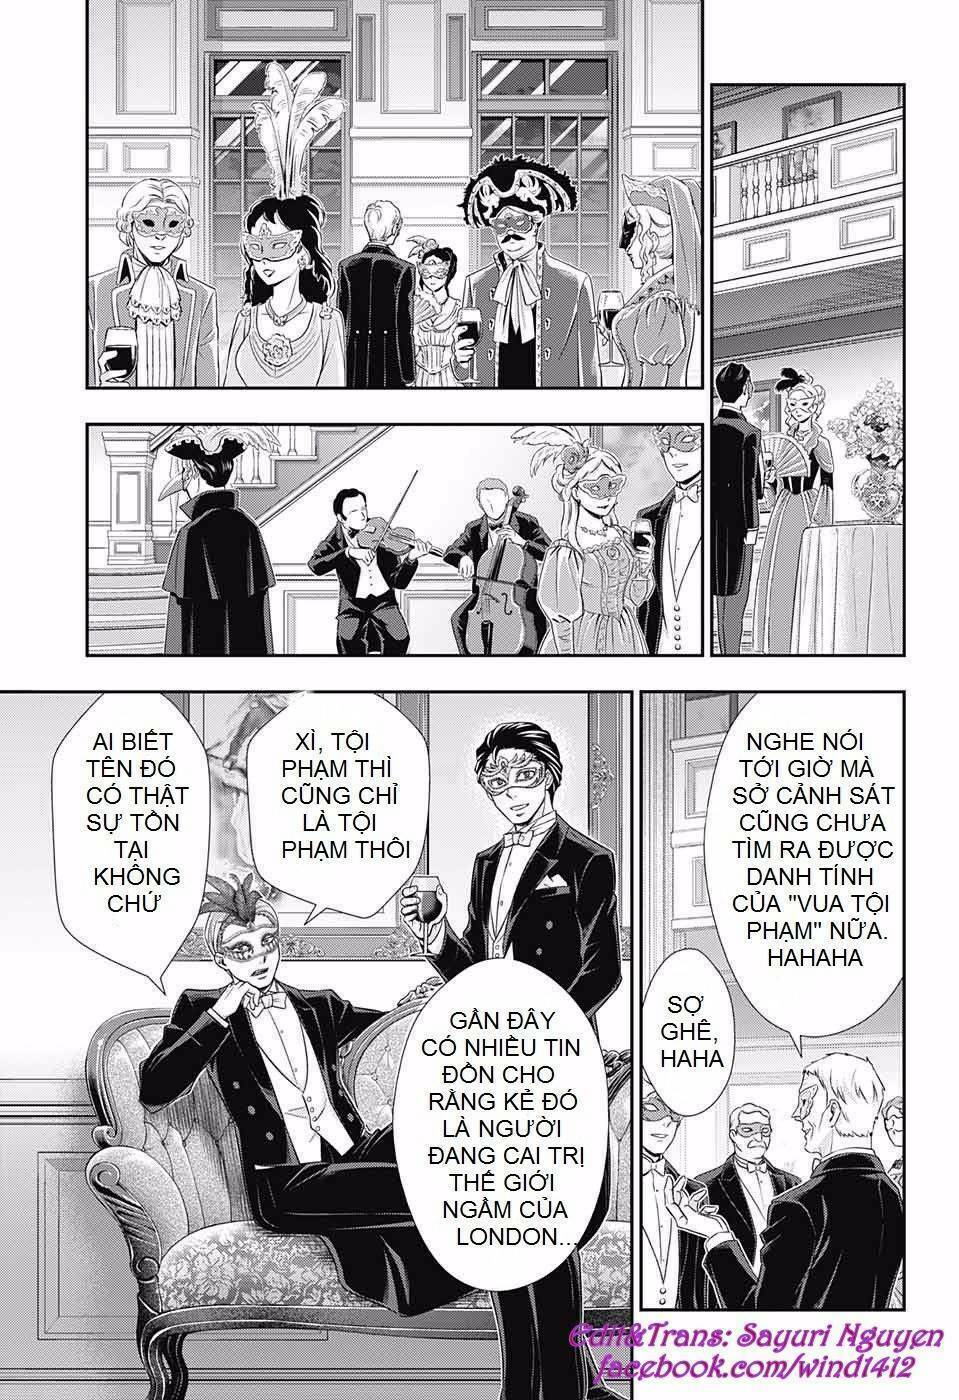 NGHE NÓI
TỚI GIỜ MÀ
SỞ CẢNH SÁT
CŨNG CHƯA
TÌM RA ĐƯỢC
DANH TÍNH
CỦA "VUA TỘI
PHẠM" NỮA.
HAHAHA
SỢ
GHÊ,
HAHA
XÌ, TỘI
PHẠM THÌ
CŨNG CHỈ
LÀ TỘI
PHẠM THÔI
GẦN ĐÂY
CÓ NHIỀU TIN
ĐỒN CHO
RẰNG KẺ ĐÓ
LÀ NGƯỜI
ĐANG CAI TRỊ
THẾ GIỚI
NGẦM CỦA
LONDON...
AI BIẾT
TÊN ĐÓ
CÓ THẬT
SỰ TỒN
TẠI
KHÔNG
CHỨ
Edit&Trans: Sayuri Nguyen
facebook.com/wind1412